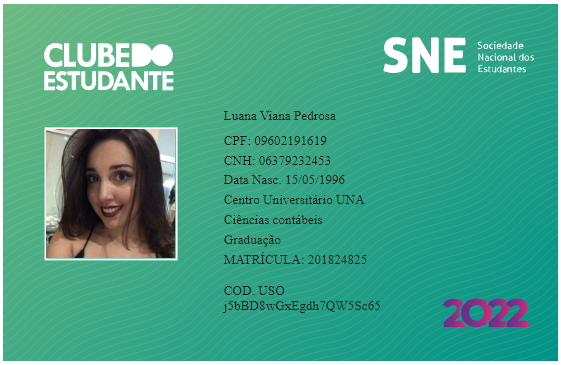 CLUBEDO
ESTUDANTE
SNE
Sociedade
Nacional dos
Estudantes
Luana Viana Pedrosa
CPF: 09602191619
CNH: 06379232453
Data Nasc. 15/05/1996
Centro Universitário UNA
Ciências contábeis
Graduação
MATRÍCULA: 201824825
COD. USO
j5bBD8wGxEgdh7QW5Sc65
2022